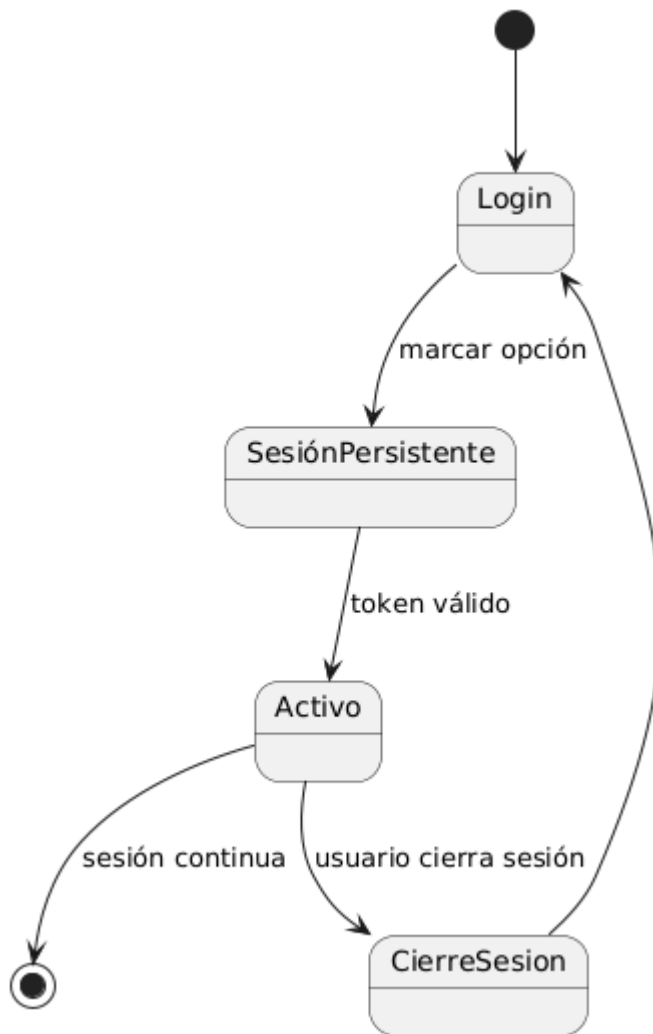 Login
marcar opción
SesiónPersistente
token válido
Activo
sesión continua
usuario cierra sesión
CierreSesion